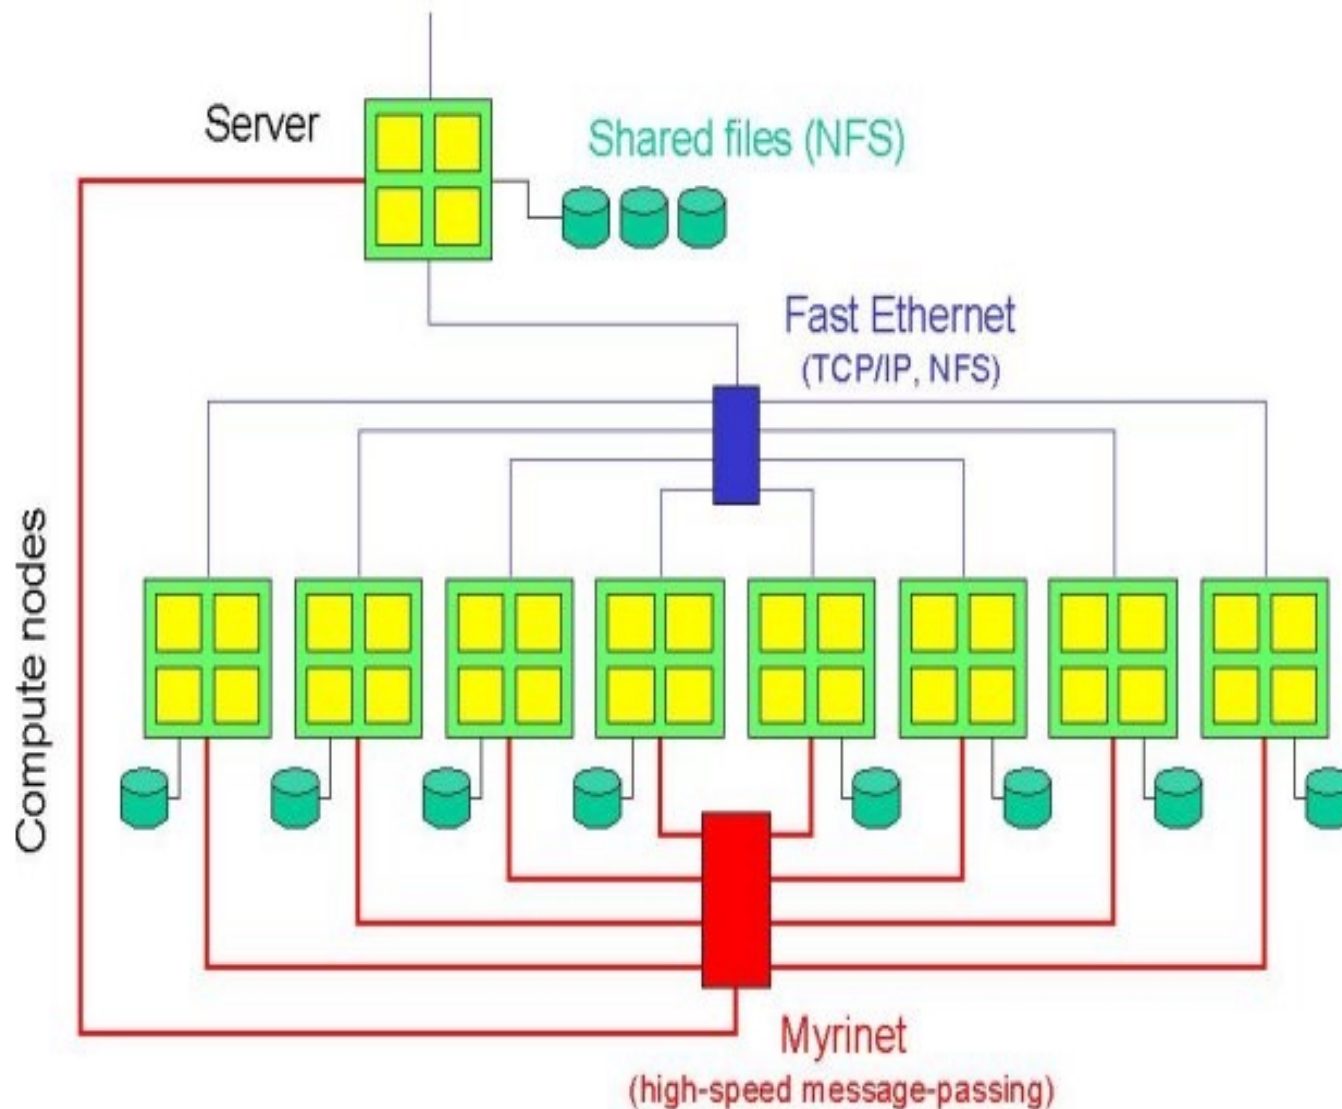 Server
Shared files (NFS)
Fast Ethernet
(TCP/IP, NFS)
Compute nodes
Myrinet
(high-speed message-passing)